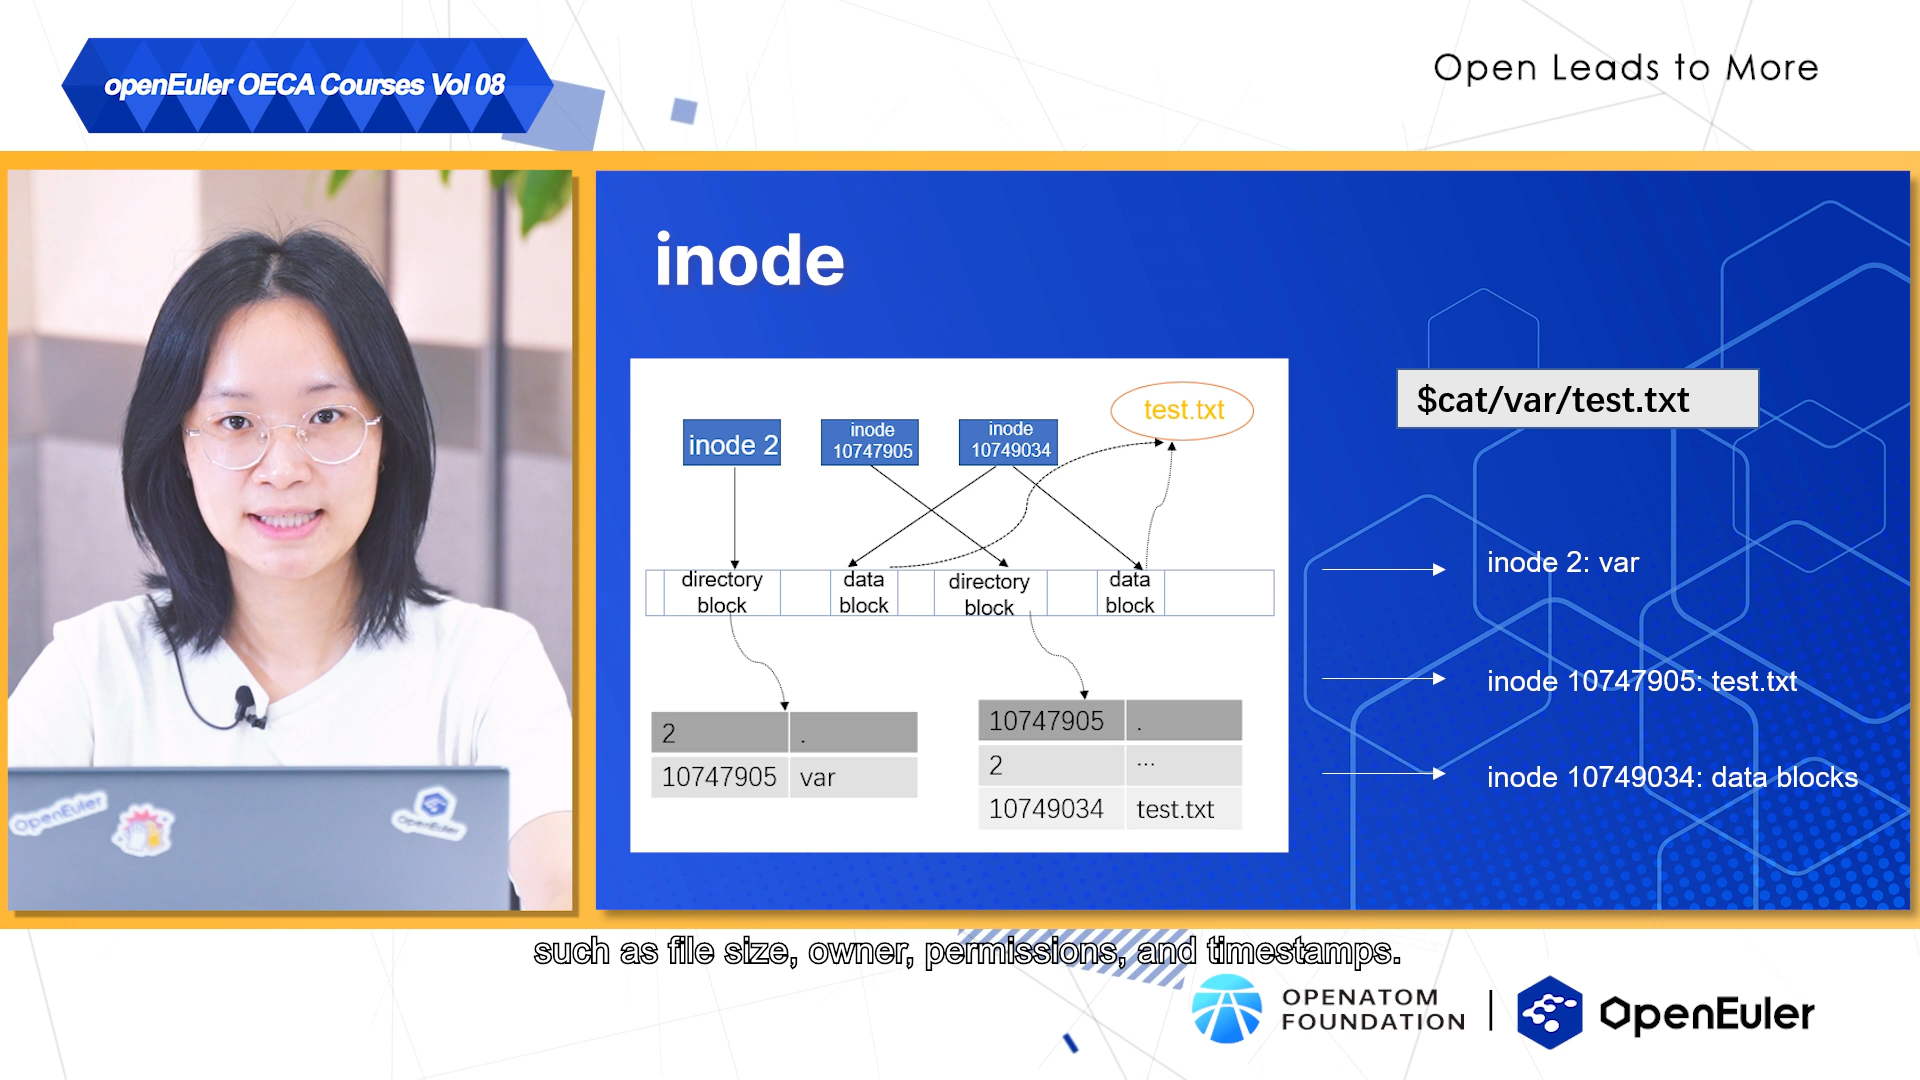 openEuler OECA Courses Vol 08
Open Leads to More
inode
$cat/var/test.txt
test.txt
inode 2
inode
10747905
inode
10749034
directory
block
data
block
directory
block
data
block
2 .
10747905 var
10747905 .
2 ...
10749034 test.txt
inode 2: var
inode 10747905: test.txt
inode 10749034: data blocks
OpenEuler
OpenEuler
such as file size, owner, permissions, and timestamps.
OPENATOM
FOUNDATION
OpenEuler